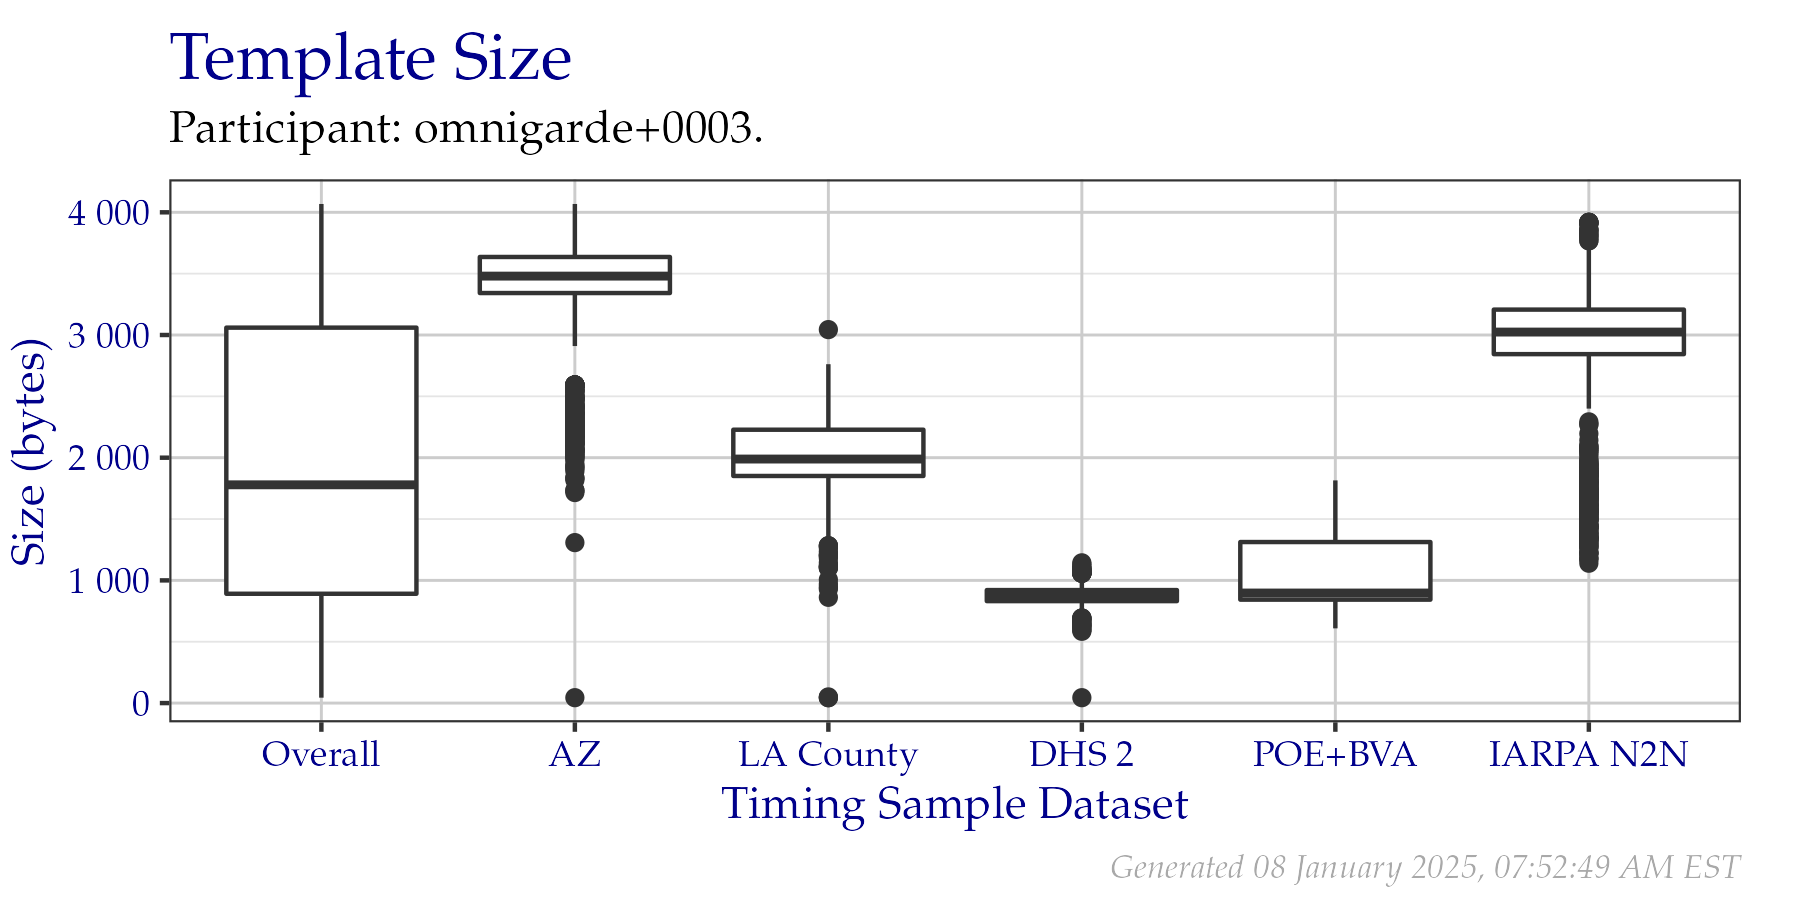 Template Size
Participant: omnigarde+0003.
Size (bytes)
4 000
3 000
2 000
1 000
0
Overall AZ LA County DHS 2 POE+BVA IARPA N2N
Timing Sample Dataset
Generated 08 January 2025, 07:52:49 AM EST